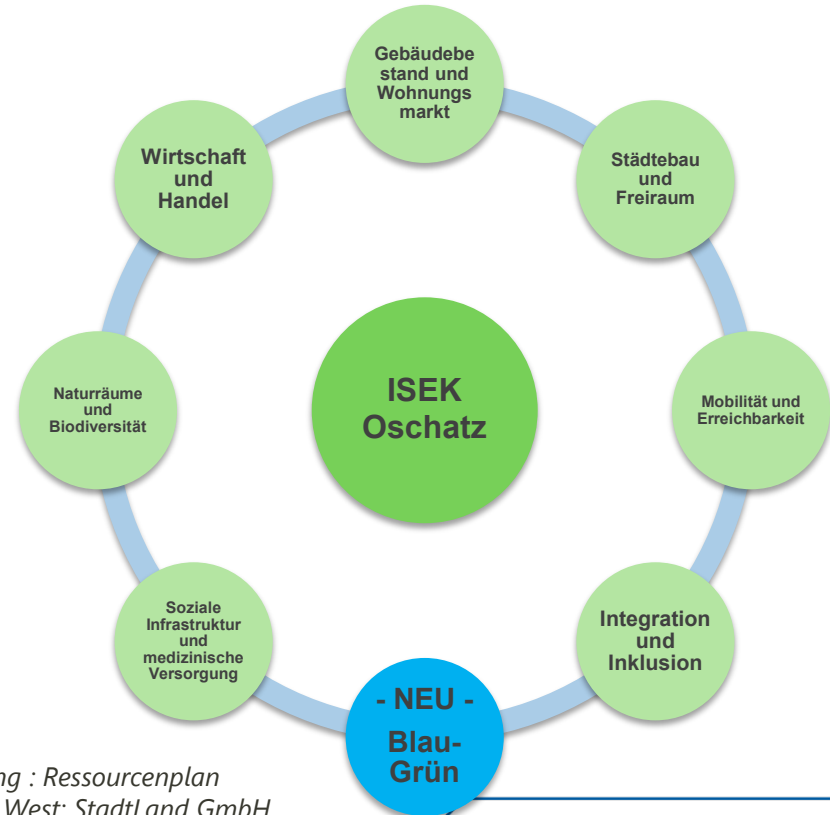 Gebäudebe
stand und
Wohnungs
markt
Städtebau
und
Freiraum
Mobilität und
Erreichbarkeit
Integration
und
Inklusion
- NEU -
Blau-
Grün
Soziale
Infrastruktur
und
medizinische
Versorgung
Naturräume
und
Biodiversität
Wirtschaft
und
Handel
ISEK
Oschatz
ng : Ressourcenplan
West: StadtLand GmbH